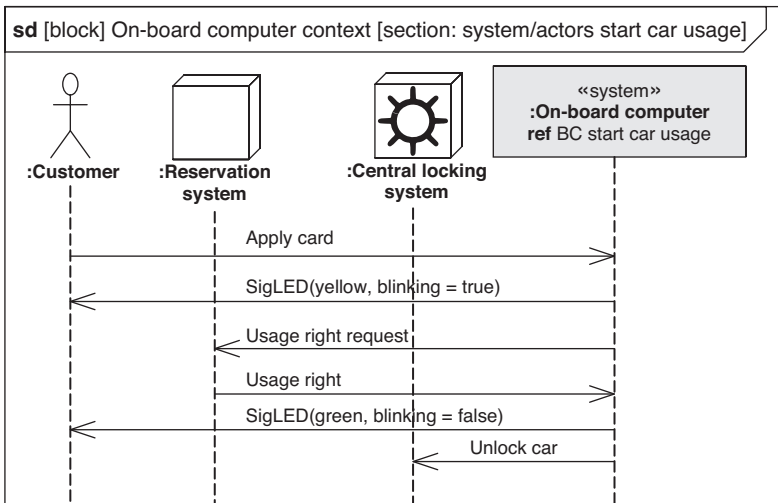 sd [block] On-board computer context [section: system/actors start car usage]
«system»
:On-board computer
ref BC start car usage
:Customer
:Reservation
system
:Central locking
system
Apply card
SigLED(yellow, blinking = true)
Usage right request
Usage right
SigLED(green, blinking = false)
Unlock car